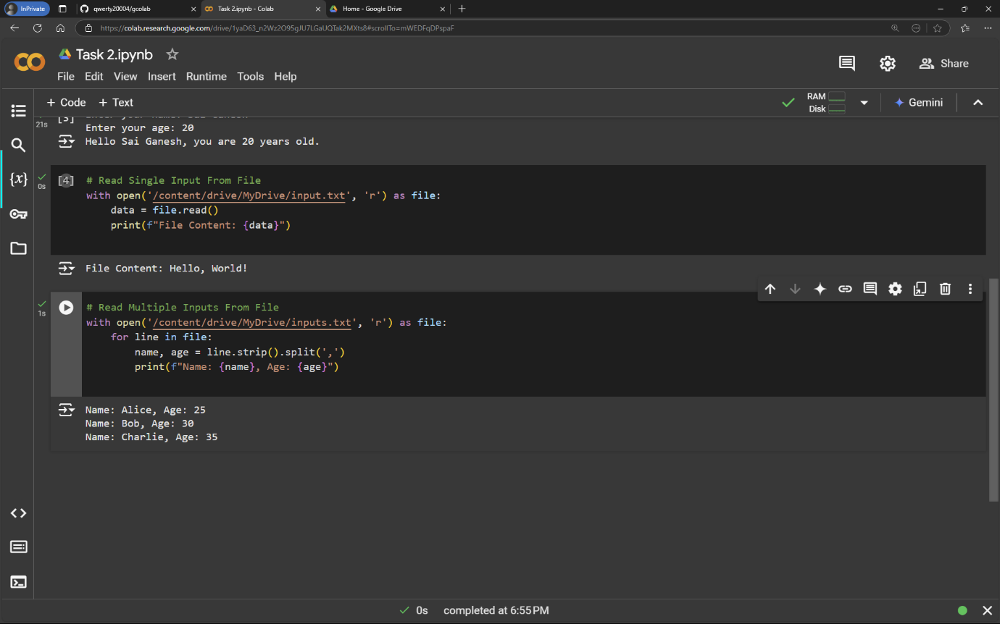 InPrivate
qwerty20004/gcolab
Task 2.ipynb - Colab
Home - Google Drive
https://colab.research.google.com/drive/1yaD63_n2Wz2O95gJU7LGaUQTak2MXts8#scrollTo=mWEDFqDPspaF
Task 2.ipynb
File Edit View Insert Runtime Tools Help
Share
+ Code + Text
RAM
Disk
Gemini
21s
[3]
Enter your age: 20
Hello Sai Ganesh, you are 20 years old.
{x}
0s
[4] # Read Single Input From File
with open('/content/drive/MyDrive/input.txt', 'r') as file:
data = file.read()
print(f"File Content: {data}")
File Content: Hello, World!
1s
# Read Multiple Inputs From File
with open('/content/drive/MyDrive/inputs.txt', 'r') as file:
for line in file:
name, age = line.strip().split(',')
print(f"Name: {name}, Age: {age}")
Name: Alice, Age: 25
Name: Bob, Age: 30
Name: Charlie, Age: 35
0s completed at 6:55 PM